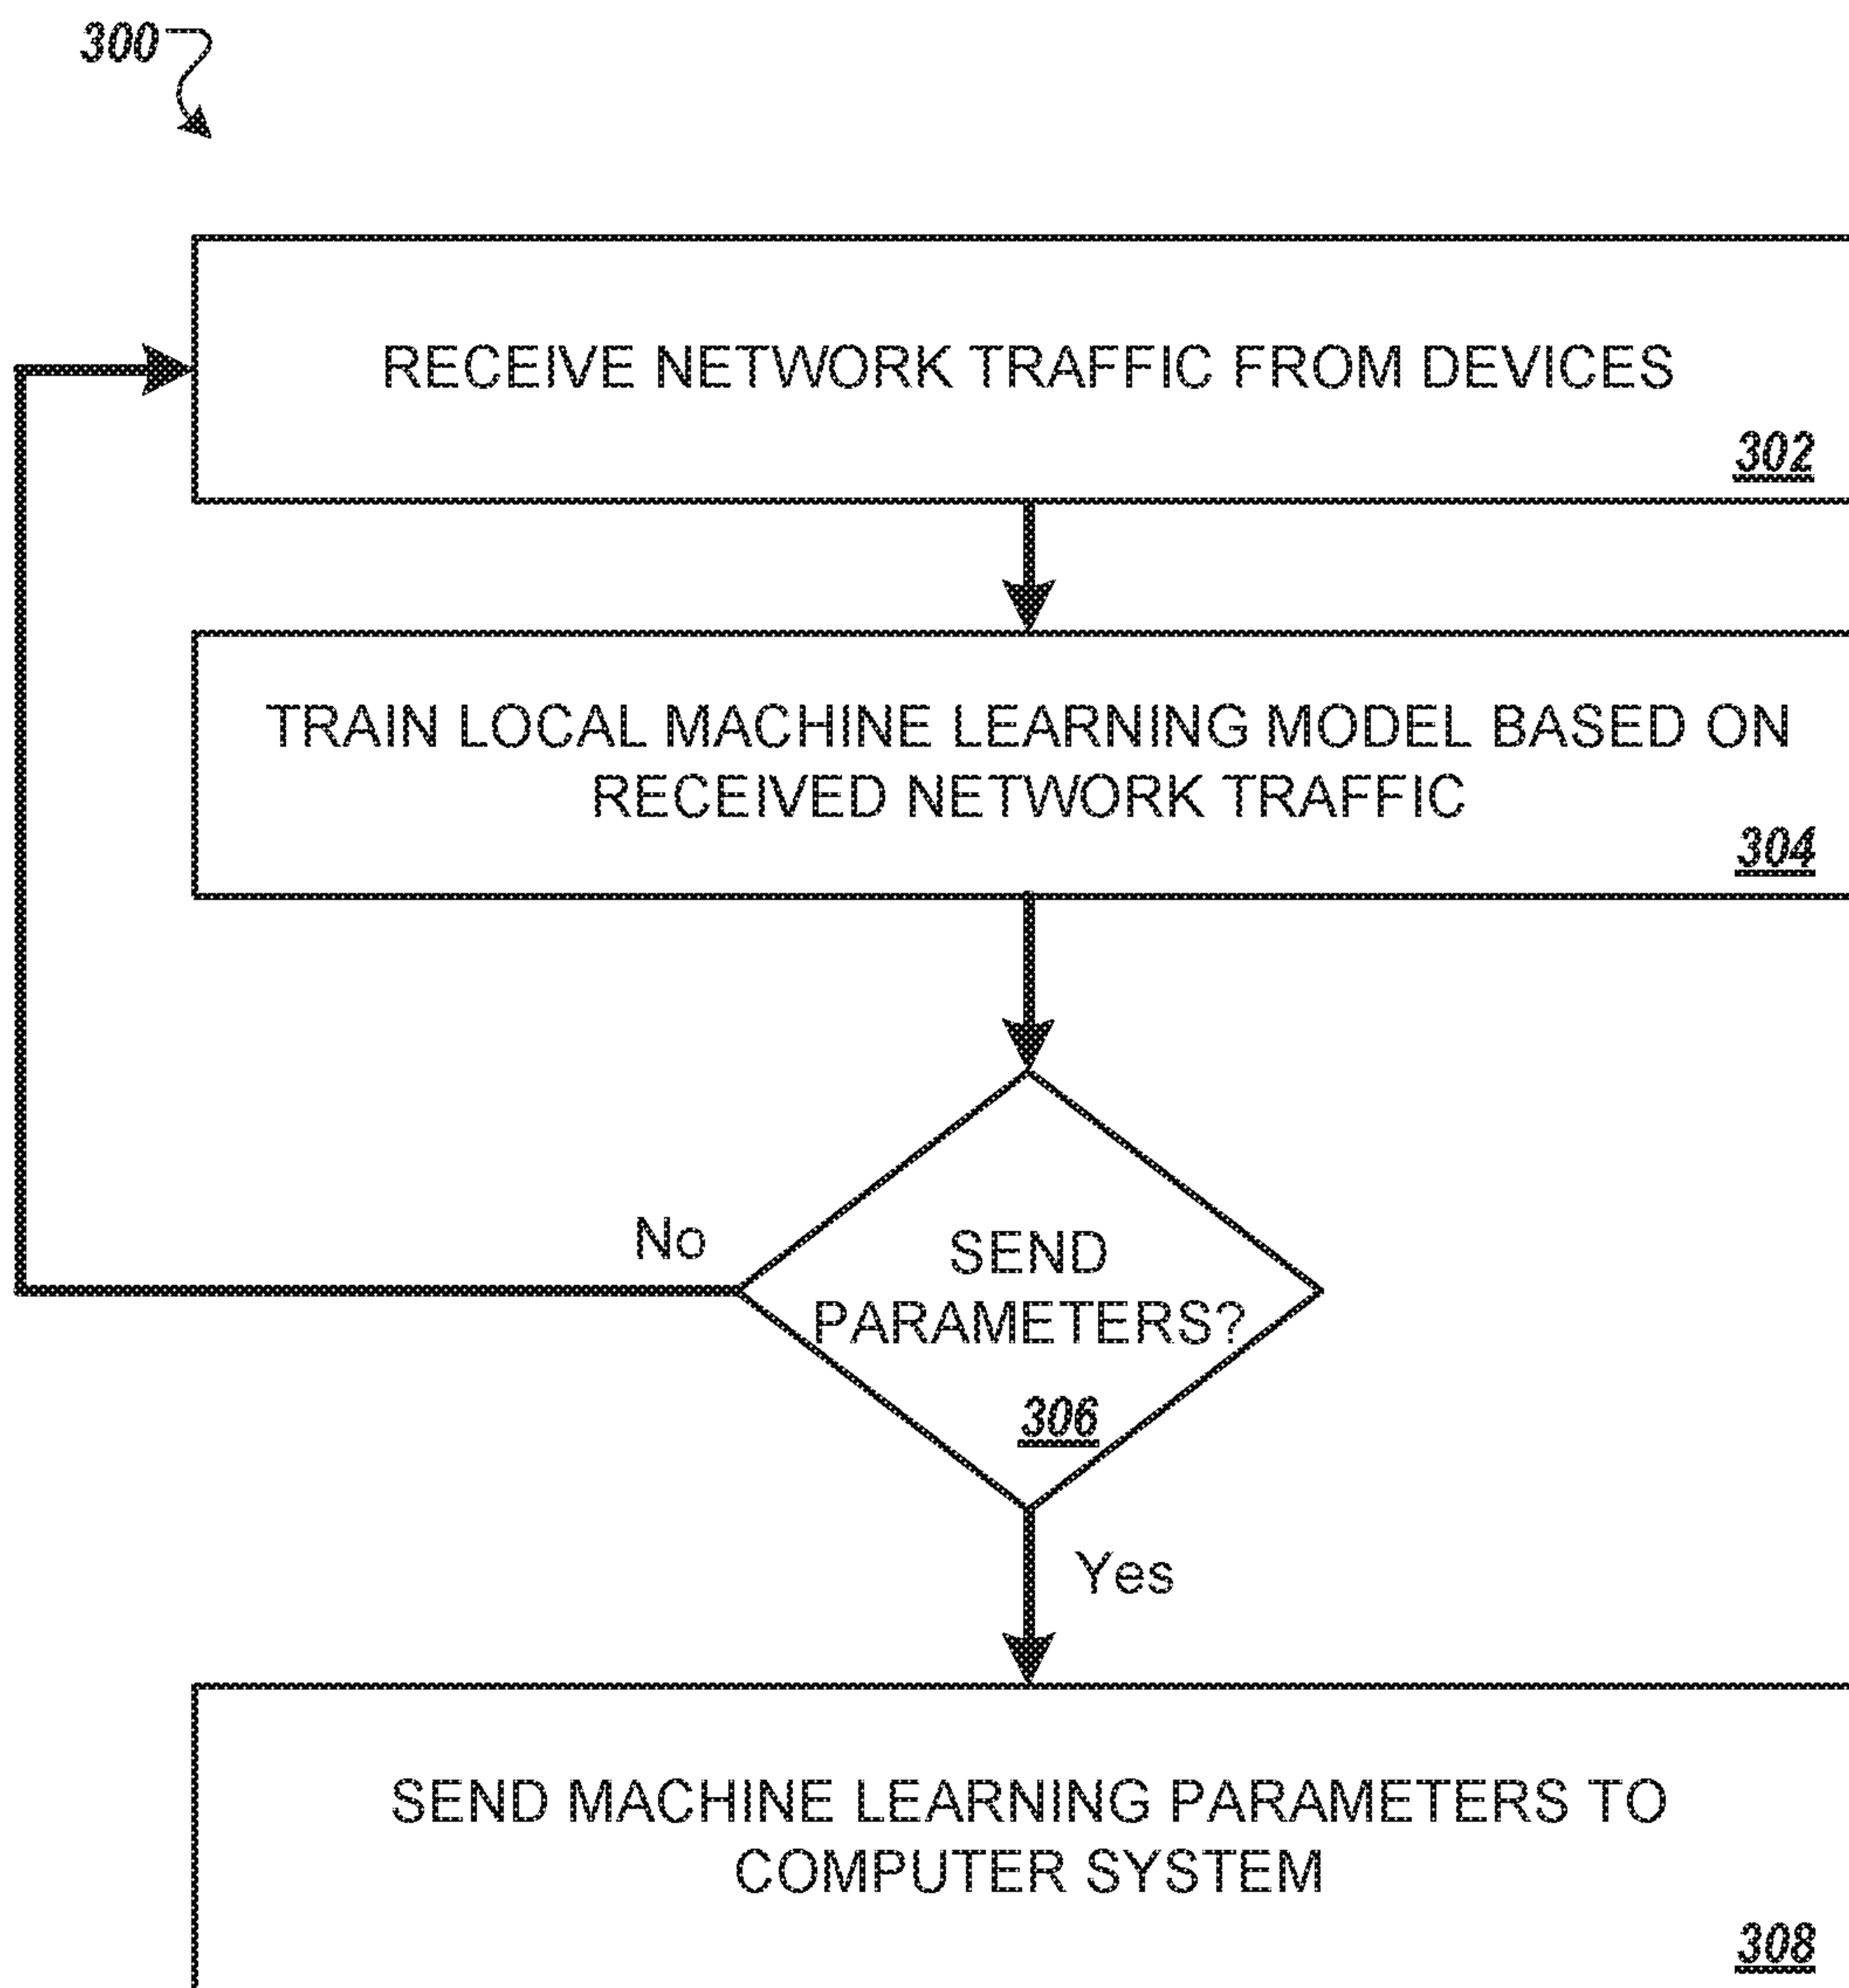 300
RECEIVE NETWORK TRAFFIC FROM DEVICES
302
TRAIN LOCAL MACHINE LEARNING MODEL BASED ON
RECEIVED NETWORK TRAFFIC
304
No
SEND
PARAMETERS?
306
Yes
SEND MACHINE LEARNING PARAMETERS TO
COMPUTER SYSTEM
308